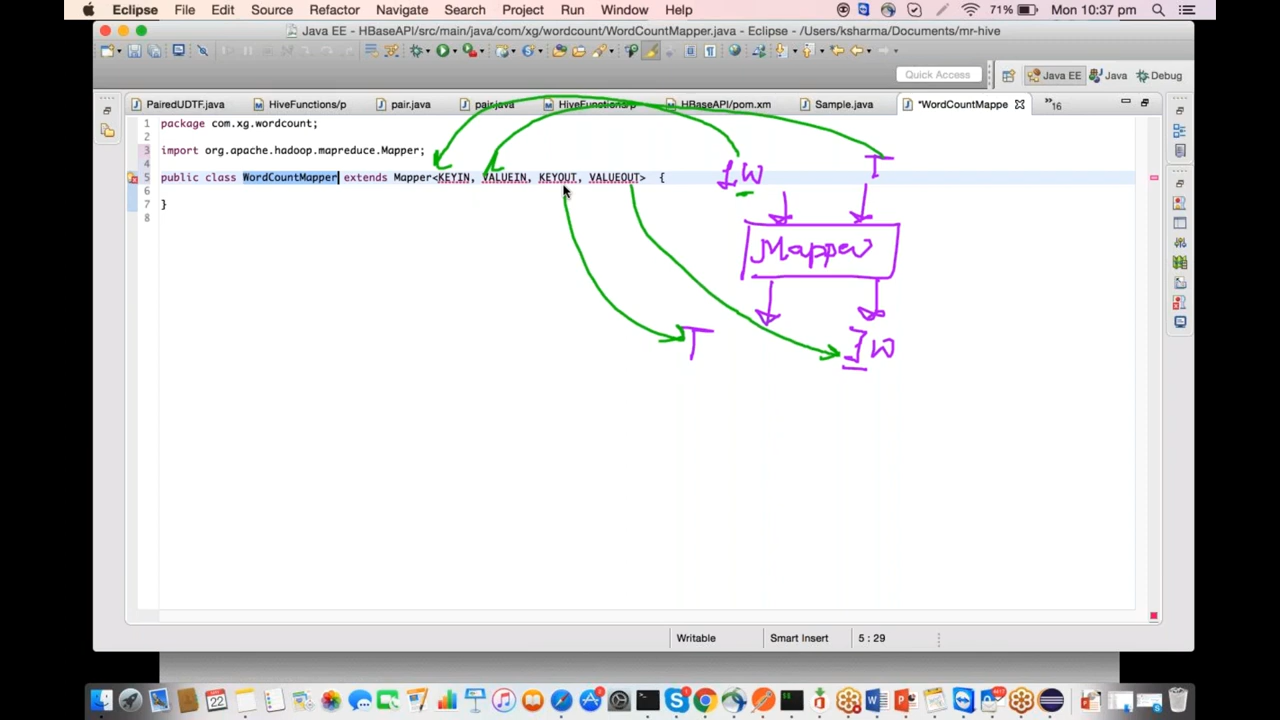 Eclipse File Edit Source Refactor Navigate Search Project Run Window Help 71% Mon 10:37 pm
Java EE - HBaseAPI/src/main/java/com/xg/wordcount/WordCountMapper.java - Eclipse - /Users/ksharma/Documents/mr-hive
Quick Access Java EE Java Debug
PairedUDTF.java HiveFunctions/p pair.java pair.java HiveFunctions/p HBaseAPI/pom.xm Sample.java *WordCountMappe »16
1 package com.xg.wordcount;
2
3 import org.apache.hadoop.mapreduce.Mapper;
4
5 public class WordCountMapper extends Mapper<KEYIN, VALUEIN, KEYOUT, VALUEOUT> {
6
7 }
8
LW T
Mapper
T IW
Writable Smart Insert 5 : 29
22